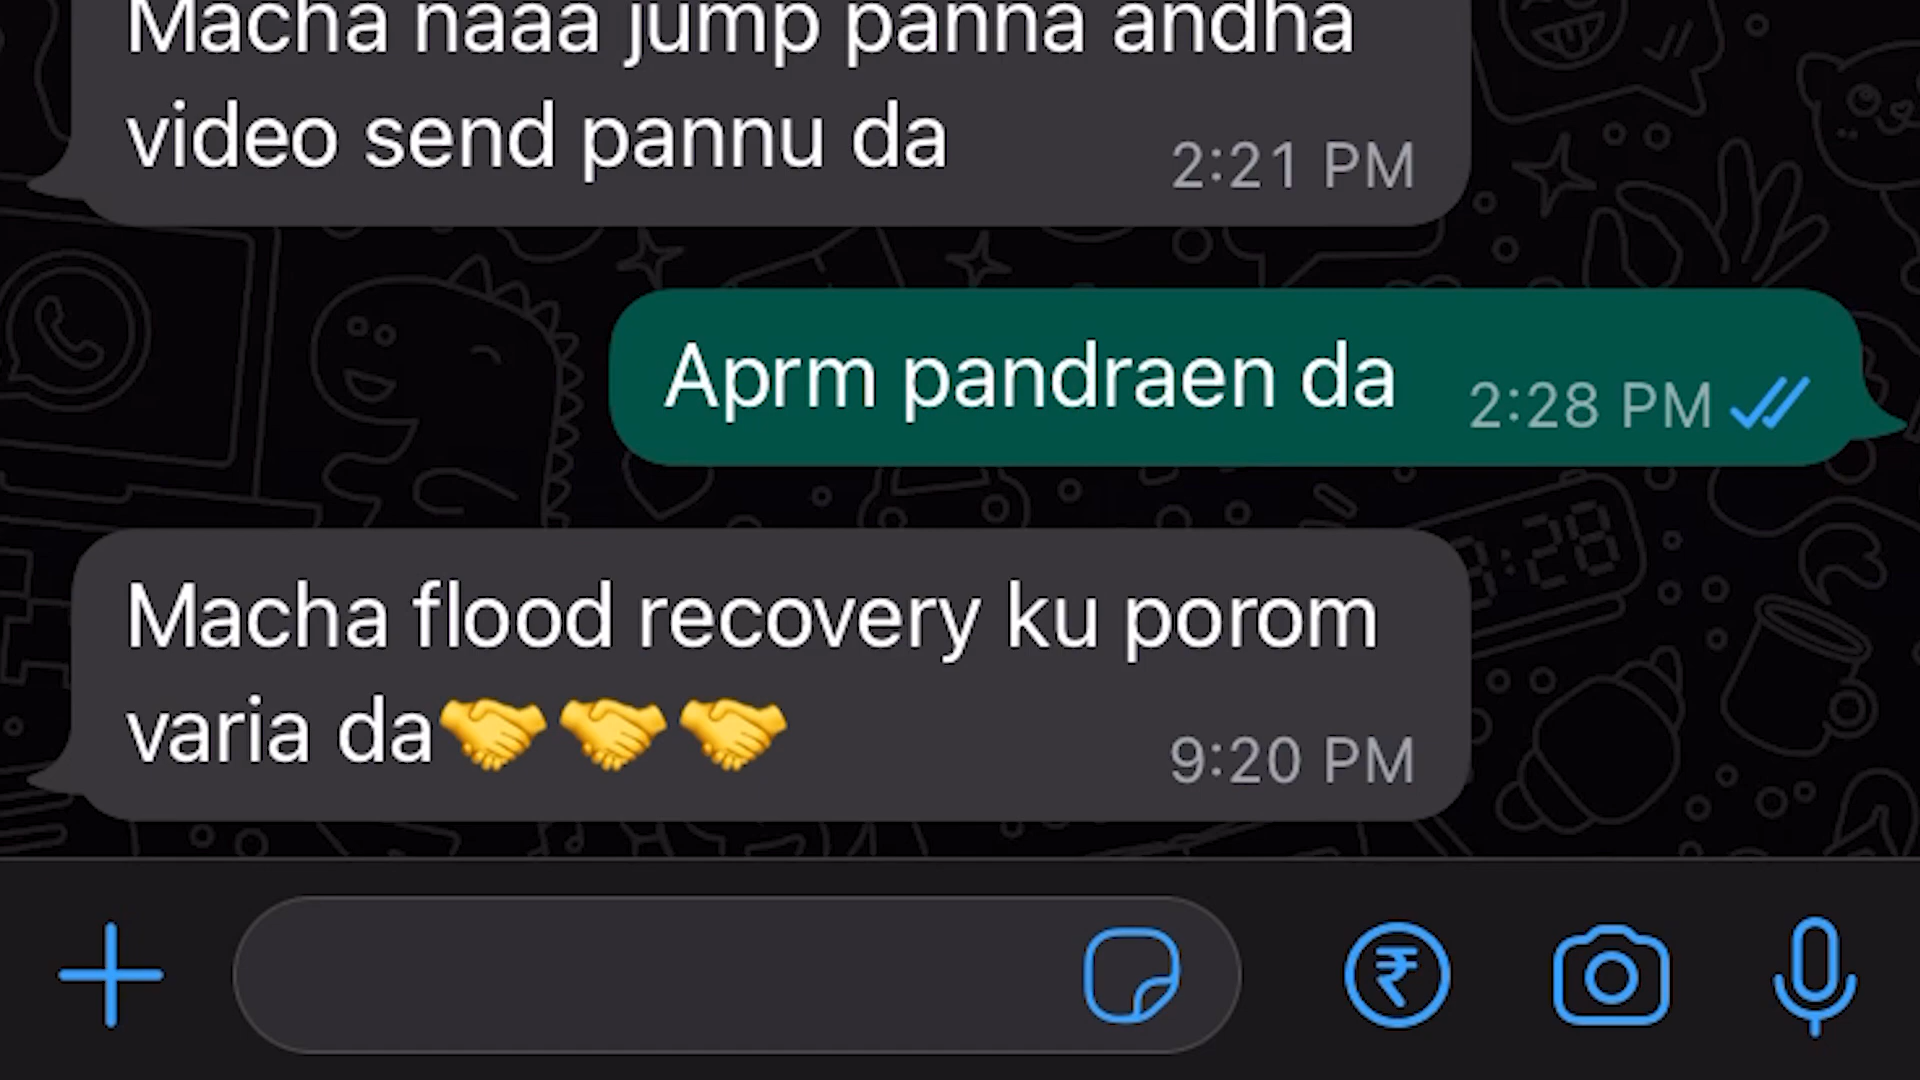 Macha naaa jump panna andha
video send pannu da
2:21 PM
Aprm pandraen da
2:28 PM
Macha flood recovery ku porom
varia da🤝🤝🤝
9:20 PM